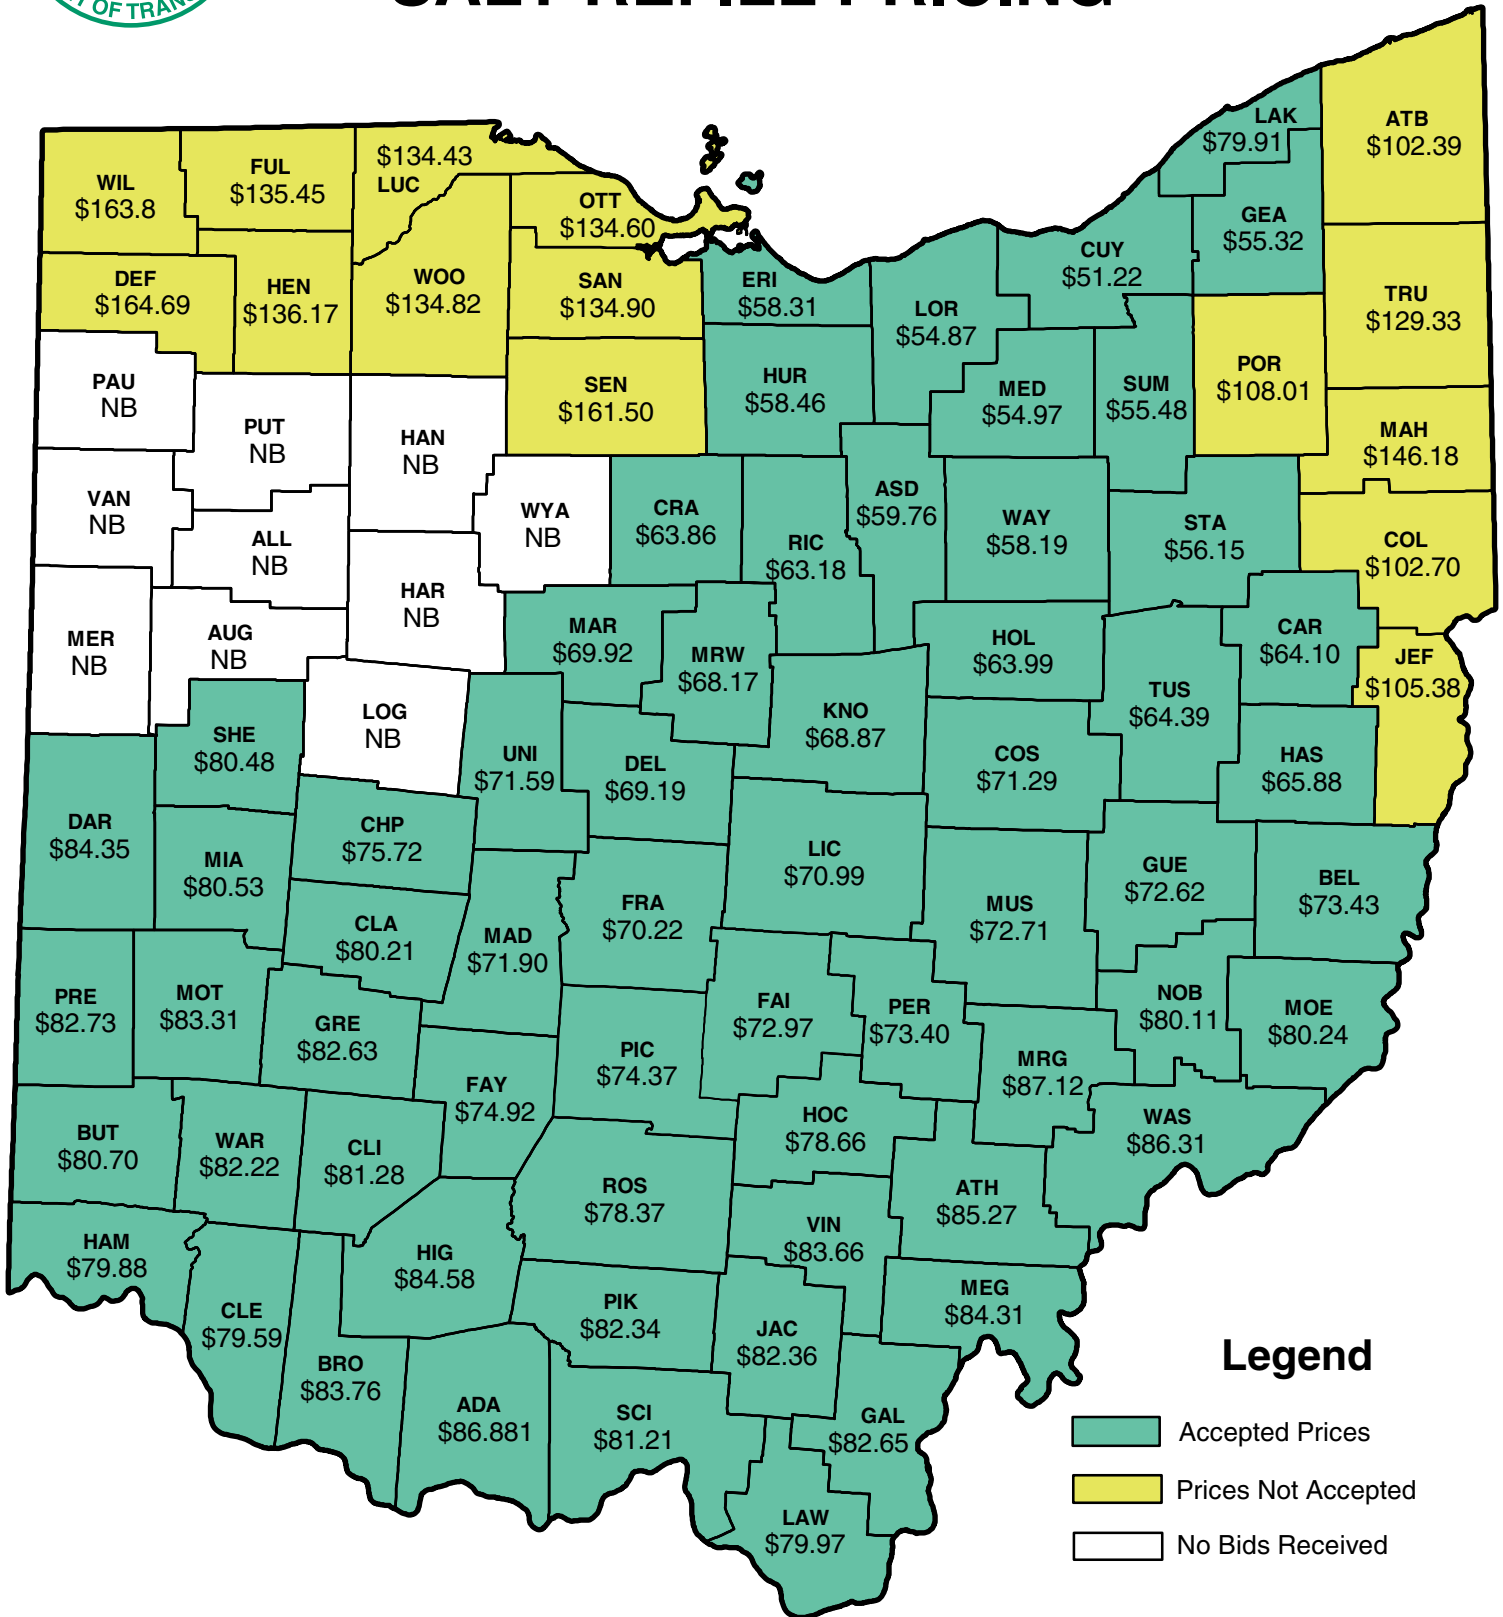 Y OF TRAN
SALT REFILL PRICING
LAK
$79.91
ATB
$102.39
WIL
$163.8
FUL
$135.45
$134.43
LUC
OTT
$134.60
GEA
$55.32
CUY
$51.22
DEF
$164.69
HEN
$136.17
WOO
$134.82
SAN
$134.90
ERI
$58.31
LOR
$54.87
TRU
$129.33
PAU
NB
PUT
NB
HAN
NB
SEN
$161.50
HUR
$58.46
MED
$54.97
SUM
$55.48
POR
$108.01
MAH
$146.18
VAN
NB
ALL
NB
WYA
NB
CRA
$63.86
RIC
$63.18
ASD
$59.76
WAY
$58.19
STA
$56.15
COL
$102.70
MER
NB
AUG
NB
HAR
NB
MAR
$69.92
MRW
$68.17
HOL
$63.99
CAR
$64.10
JEF
$105.38
SHE
$80.48
LOG
NB
UNI
$71.59
DEL
$69.19
KNO
$68.87
COS
$71.29
TUS
$64.39
HAS
$65.88
DAR
$84.35
MIA
$80.53
CHP
$75.72
LIC
$70.99
GUE
$72.62
BEL
$73.43
CLA
$80.21
MAD
$71.90
FRA
$70.22
MUS
$72.71
PRE
$82.73
MOT
$83.31
GRE
$82.63
PIC
$74.37
FAI
$72.97
PER
$73.40
NOB
$80.11
MOE
$80.24
FAY
$74.92
MRG
$87.12
BUT
$80.70
WAR
$82.22
CLI
$81.28
HOC
$78.66
WAS
$86.31
ROS
$78.37
ATH
$85.27
HAM
$79.88
HIG
$84.58
VIN
$83.66
CLE
$79.59
PIK
$82.34
JAC
$82.36
MEG
$84.31
BRO
$83.76
ADA
$86.881
SCI
$81.21
GAL
$82.65
LAW
$79.97
Legend
Accepted Prices
Prices Not Accepted
No Bids Received